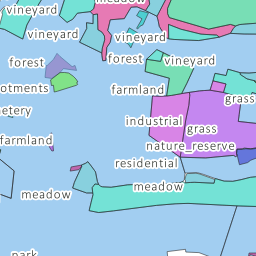 meadow
vineyard
vineyard
vineyard
forest
forest
vineyard
otments
farmland
grass
etery
industrial
grass
farmland
nature_reserve
residential
meadow
meadow
park